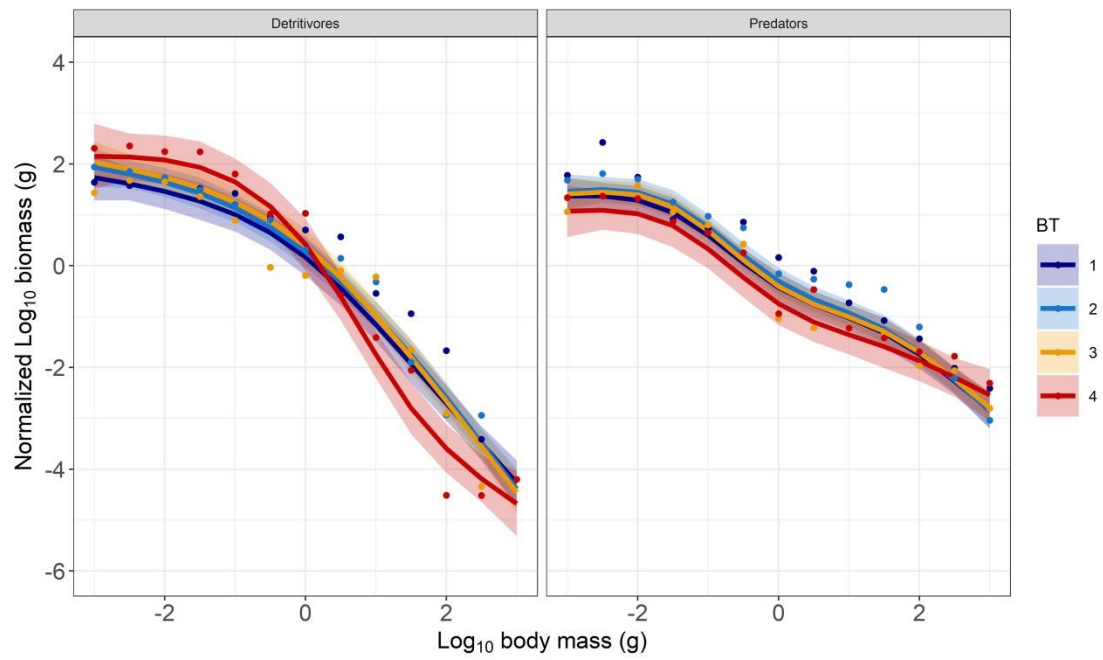 Detritivores Predators
4
2
0
-2
-4
-6
Normalized Log₁₀ biomass (g)
BT
1
2
3
4
-2 0 2 -2 0 2
Log₁₀ body mass (g)